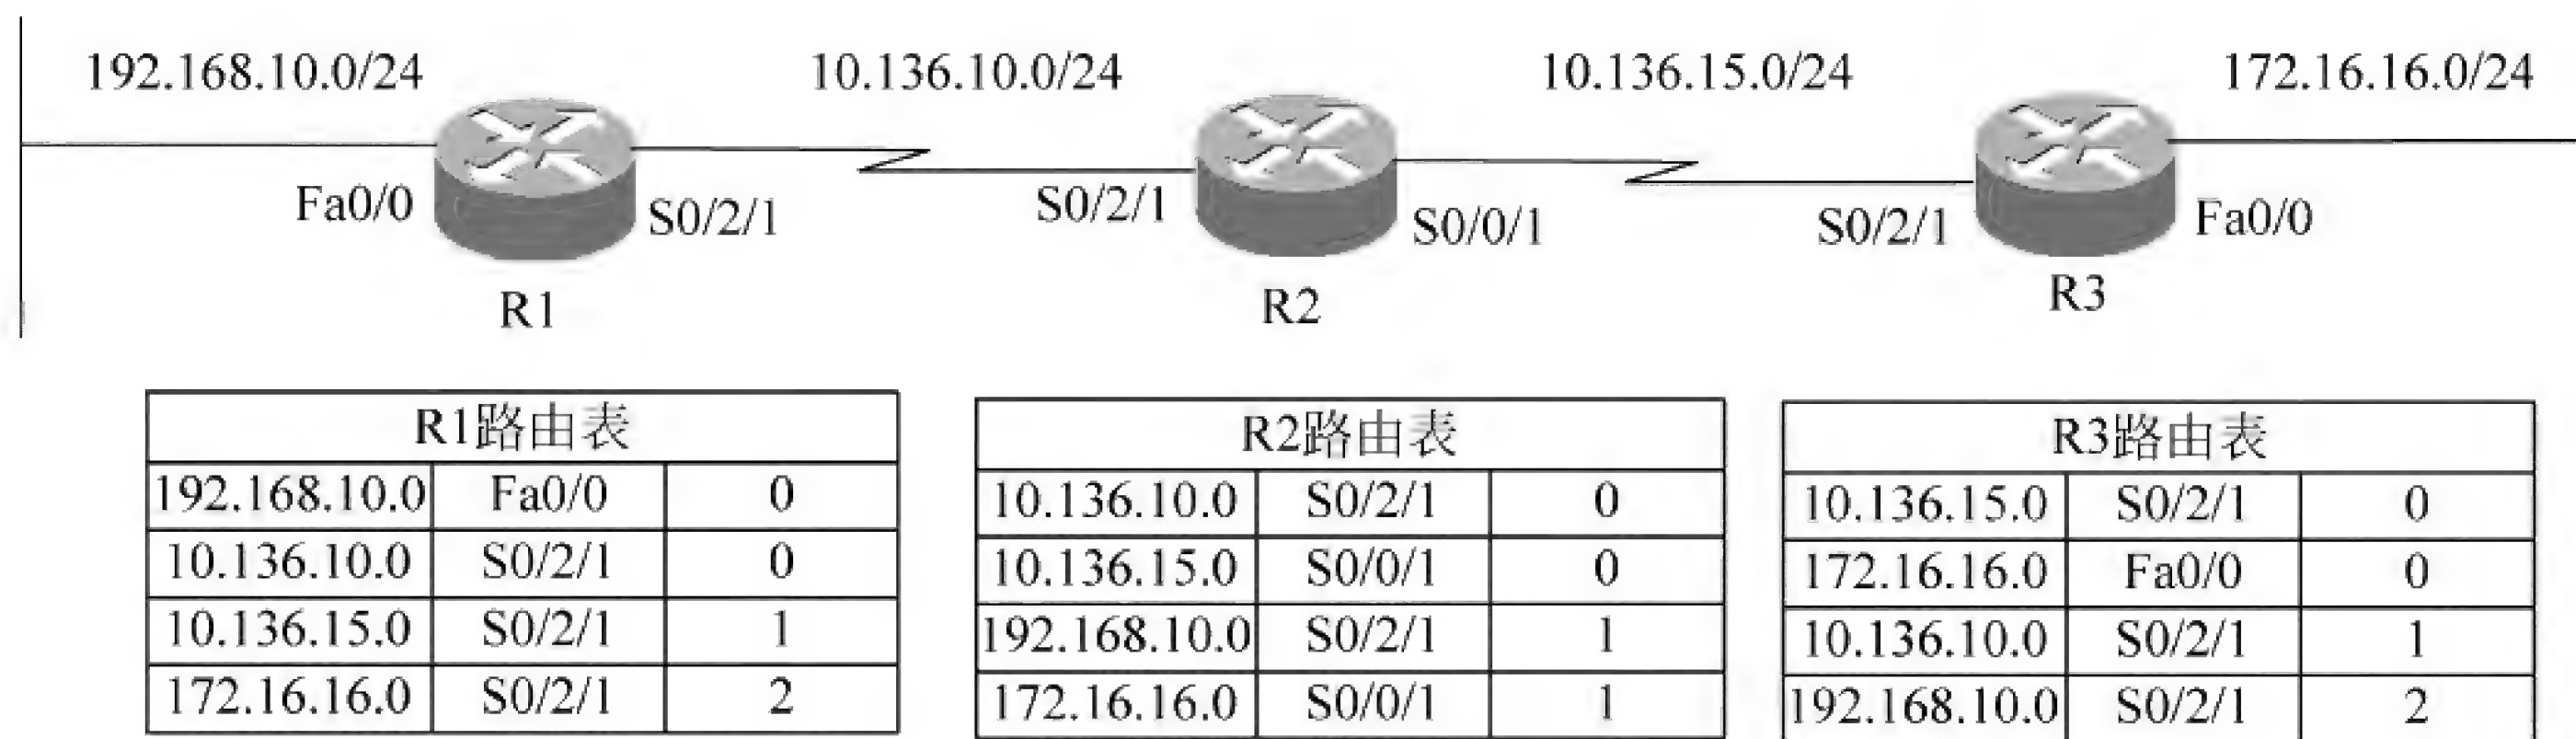 192.168.10.0/24 10.136.10.0/24 10.136.15.0/24 172.16.16.0/24
Fa0/0 S0/2/1 S0/2/1 S0/0/1 S0/2/1 Fa0/0
R1 R2 R3
R1路由表
192.168.10.0 Fa0/0 0
10.136.10.0 S0/2/1 0
10.136.15.0 S0/2/1 1
172.16.16.0 S0/2/1 2
R2路由表
10.136.10.0 S0/2/1 0
10.136.15.0 S0/0/1 0
192.168.10.0 S0/2/1 1
172.16.16.0 S0/0/1 1
R3路由表
10.136.15.0 S0/2/1 0
172.16.16.0 Fa0/0 0
10.136.10.0 S0/2/1 1
192.168.10.0 S0/2/1 2